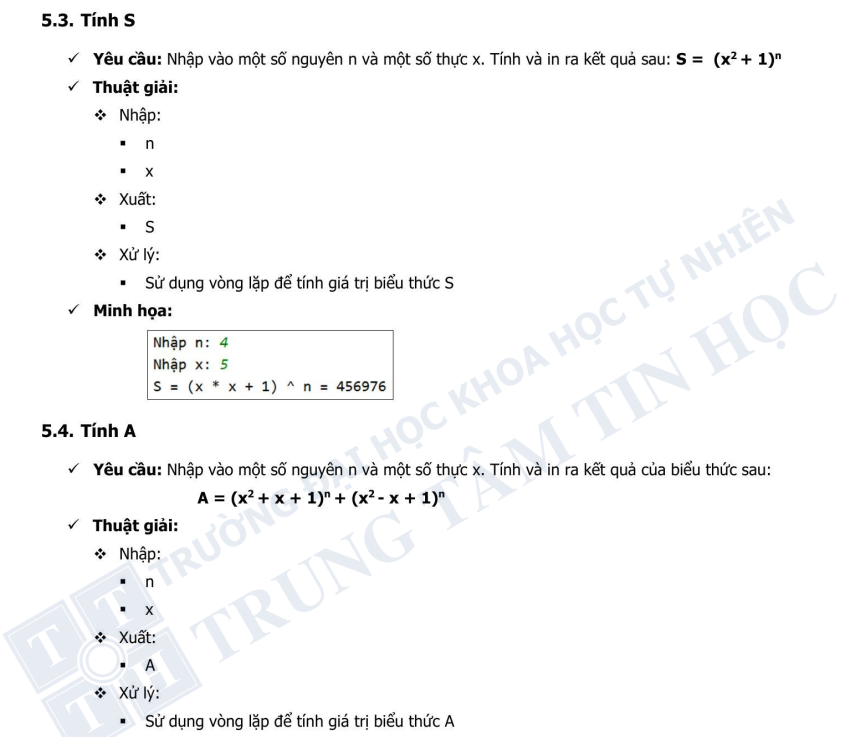 5.3. Tính S
✓ Yêu cầu: Nhập vào một số nguyên n và một số thực x. Tính và in ra kết quả sau: S = (x² + 1)ⁿ
✓ Thuật giải:
❖ Nhập:
▪ n
▪ x
❖ Xuất:
▪ S
❖ Xử lý:
▪ Sử dụng vòng lặp để tính giá trị biểu thức S
✓ Minh họa:
Nhập n: 4
Nhập x: 5
S = (x * x + 1) ^ n = 456976
5.4. Tính A
✓ Yêu cầu: Nhập vào một số nguyên n và một số thực x. Tính và in ra kết quả của biểu thức sau:
A = (x² + x + 1)ⁿ + (x² - x + 1)ⁿ
✓ Thuật giải:
❖ Nhập:
▪ n
▪ x
❖ Xuất:
▪ A
❖ Xử lý:
▪ Sử dụng vòng lặp để tính giá trị biểu thức A
TRƯỜNG ĐẠI HỌC KHOA HỌC TỰ NHIÊN
TRUNG TÂM TIN HỌC
T T
T H